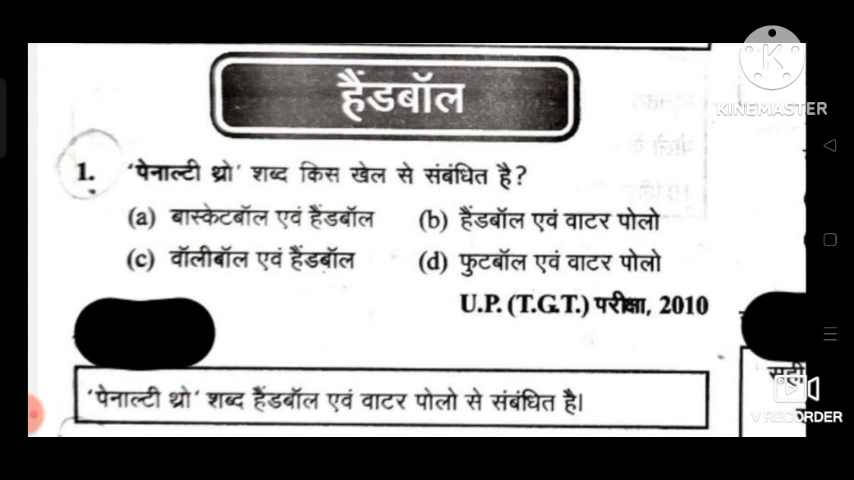 हैंडबॉल
KINEMASTER
1. 'पेनाल्टी थ्रो' शब्द किस खेल से संबंधित है?
(a) बास्केटबॉल एवं हैंडबॉल (b) हैंडबॉल एवं वाटर पोलो
(c) वॉलीबॉल एवं हैंडबॉल (d) फुटबॉल एवं वाटर पोलो
U.P. (T.G.T.) परीक्षा, 2010
सही
'पेनाल्टी थ्रो' शब्द हैंडबॉल एवं वाटर पोलो से संबंधित है।
V RECORDER